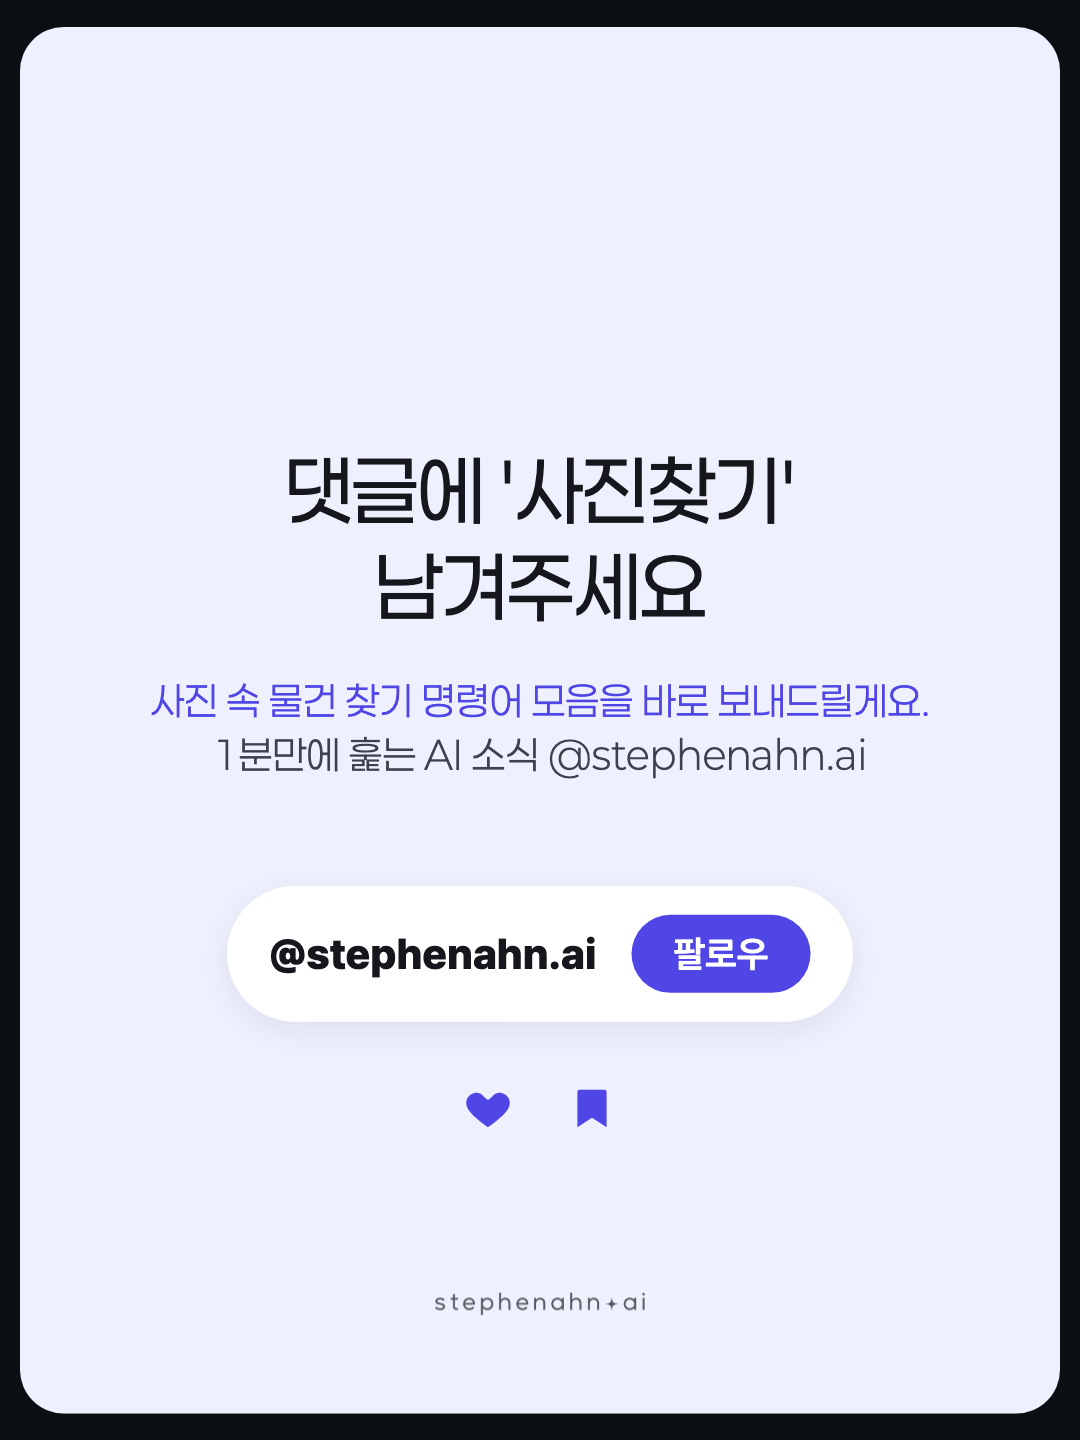 댓글에 '사진찾기'
남겨주세요
사진 속 물건 찾기 명령어 모음을 바로 보내드릴게요.
1분만에 훑는 AI 소식 @stephenahn.ai
@stephenahn.ai 팔로우
stephenahn✦ai